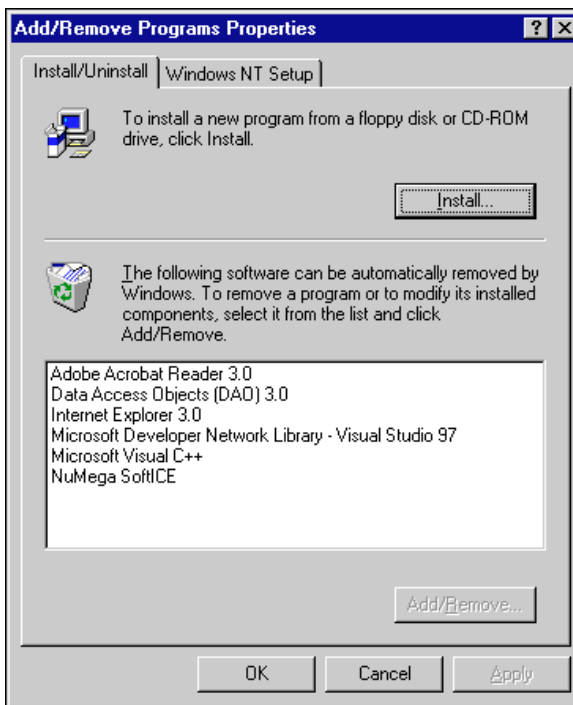 Add/Remove Programs Properties
Install/Uninstall
Windows NT Setup
To install a new program from a floppy disk or CD-ROM
drive, click Install.
Install...
The following software can be automatically removed by
Windows. To remove a program or to modify its installed
components, select it from the list and click
Add/Remove.
Adobe Acrobat Reader 3.0
Data Access Objects (DAO) 3.0
Internet Explorer 3.0
Microsoft Developer Network Library - Visual Studio 97
Microsoft Visual C++
NuMega SoftICE
Add/Remove...
OK
Cancel
Apply